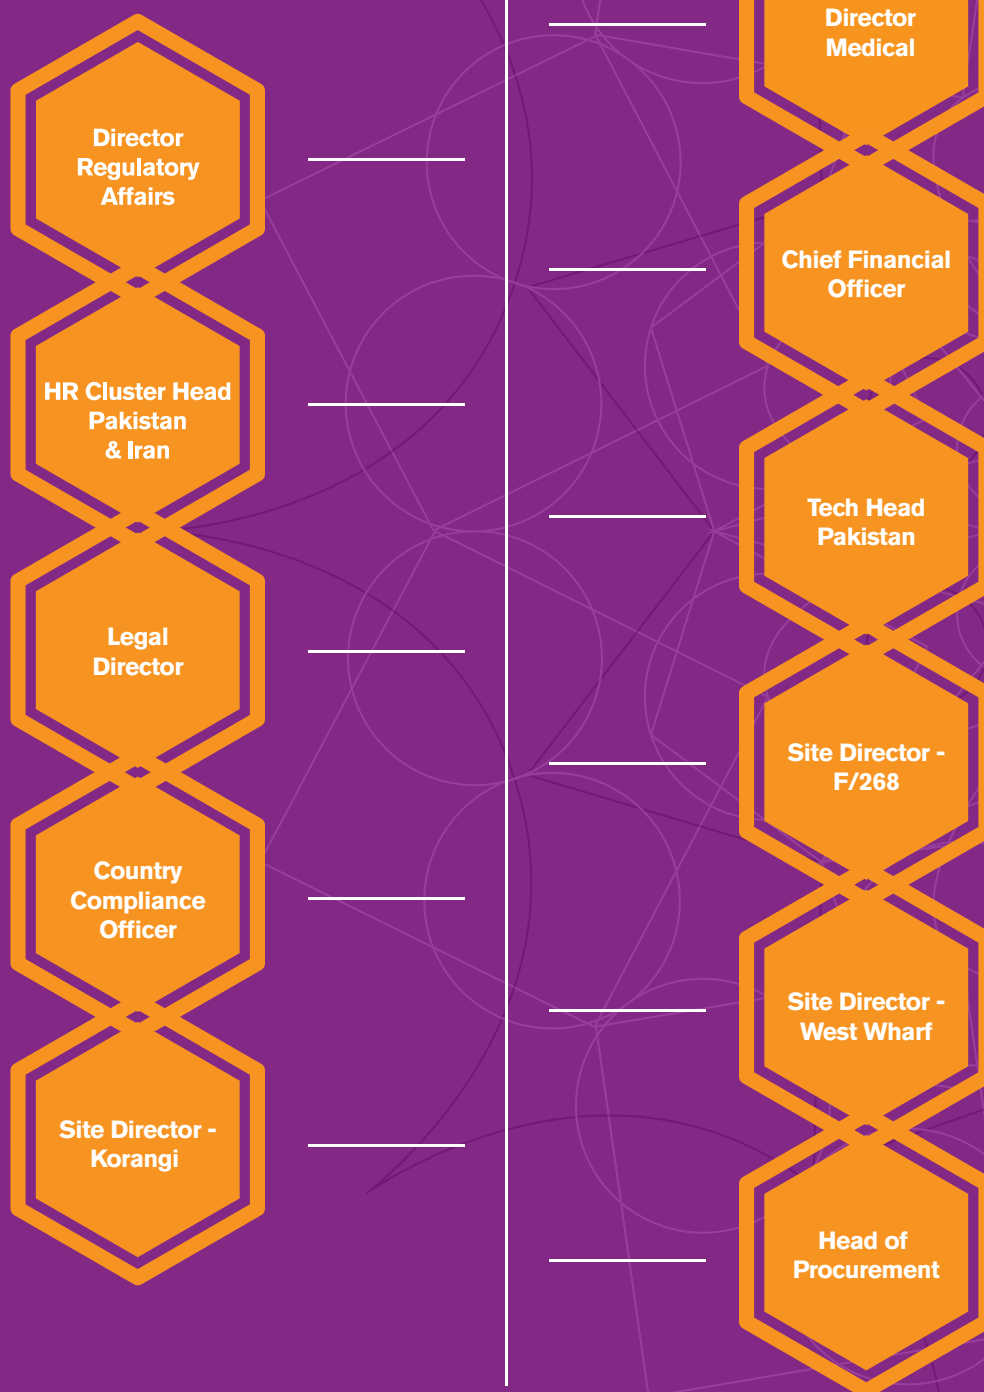 Director
Regulatory
Affairs
HR Cluster Head
Pakistan
& Iran
Legal
Director
Country
Compliance
Officer
Site Director -
Korangi
Director
Medical
Chief Financial
Officer
Tech Head
Pakistan
Site Director -
F/268
Site Director -
West Wharf
Head of
Procurement